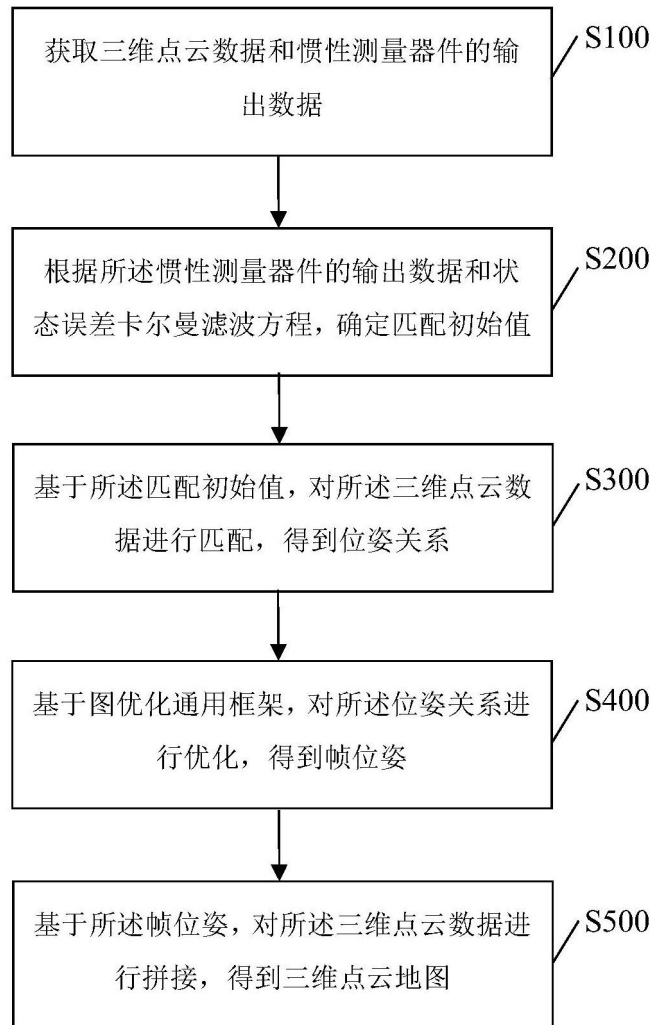 获取三维点云数据和惯性测量器件的输
出数据
S100
根据所述惯性测量器件的输出数据和状
态误差卡尔曼滤波方程，确定匹配初始值
S200
基于所述匹配初始值，对所述三维点云数
据进行匹配，得到位姿关系
S300
基于图优化通用框架，对所述位姿关系进
行优化，得到帧位姿
S400
基于所述帧位姿，对所述三维点云数据进
行拼接，得到三维点云地图
S500